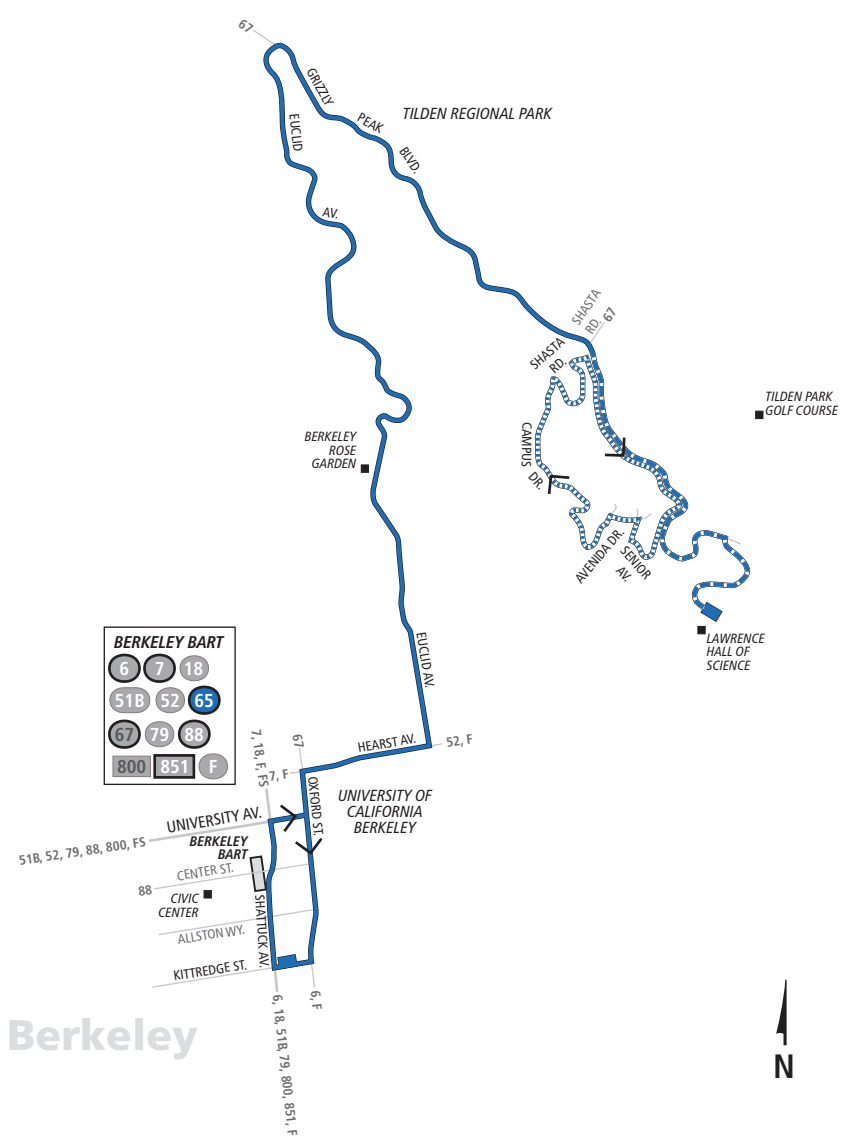 67
GRIZZLY
PEAK
BLVD.
TILDEN REGIONAL PARK
EUCLID
AV.
SHASTA
RD.
67
SHASTA
RD.
TILDEN PARK
GOLF COURSE
CAMPUS
DR.
BERKELEY
ROSE
GARDEN
AVENIDA DR.
SENIOR
AV.
LAWRENCE
HALL OF
SCIENCE
EUCLID AV.
BERKELEY BART
6 7 18
51B 52 65
67 79 88
800 851 F
7, 18, F, FS
67
HEARST AV.
52, F
7, F
OXFORD ST.
UNIVERSITY OF
CALIFORNIA
BERKELEY
UNIVERSITY AV.
51B, 52, 79, 88, 800, FS
BERKELEY
BART
CENTER ST.
88
CIVIC
CENTER
SHATTUCK AV.
ALLSTON WY.
KITTREDGE ST.
6, F
6, 18, 51B, 79, 800, 851, F
Berkeley
N